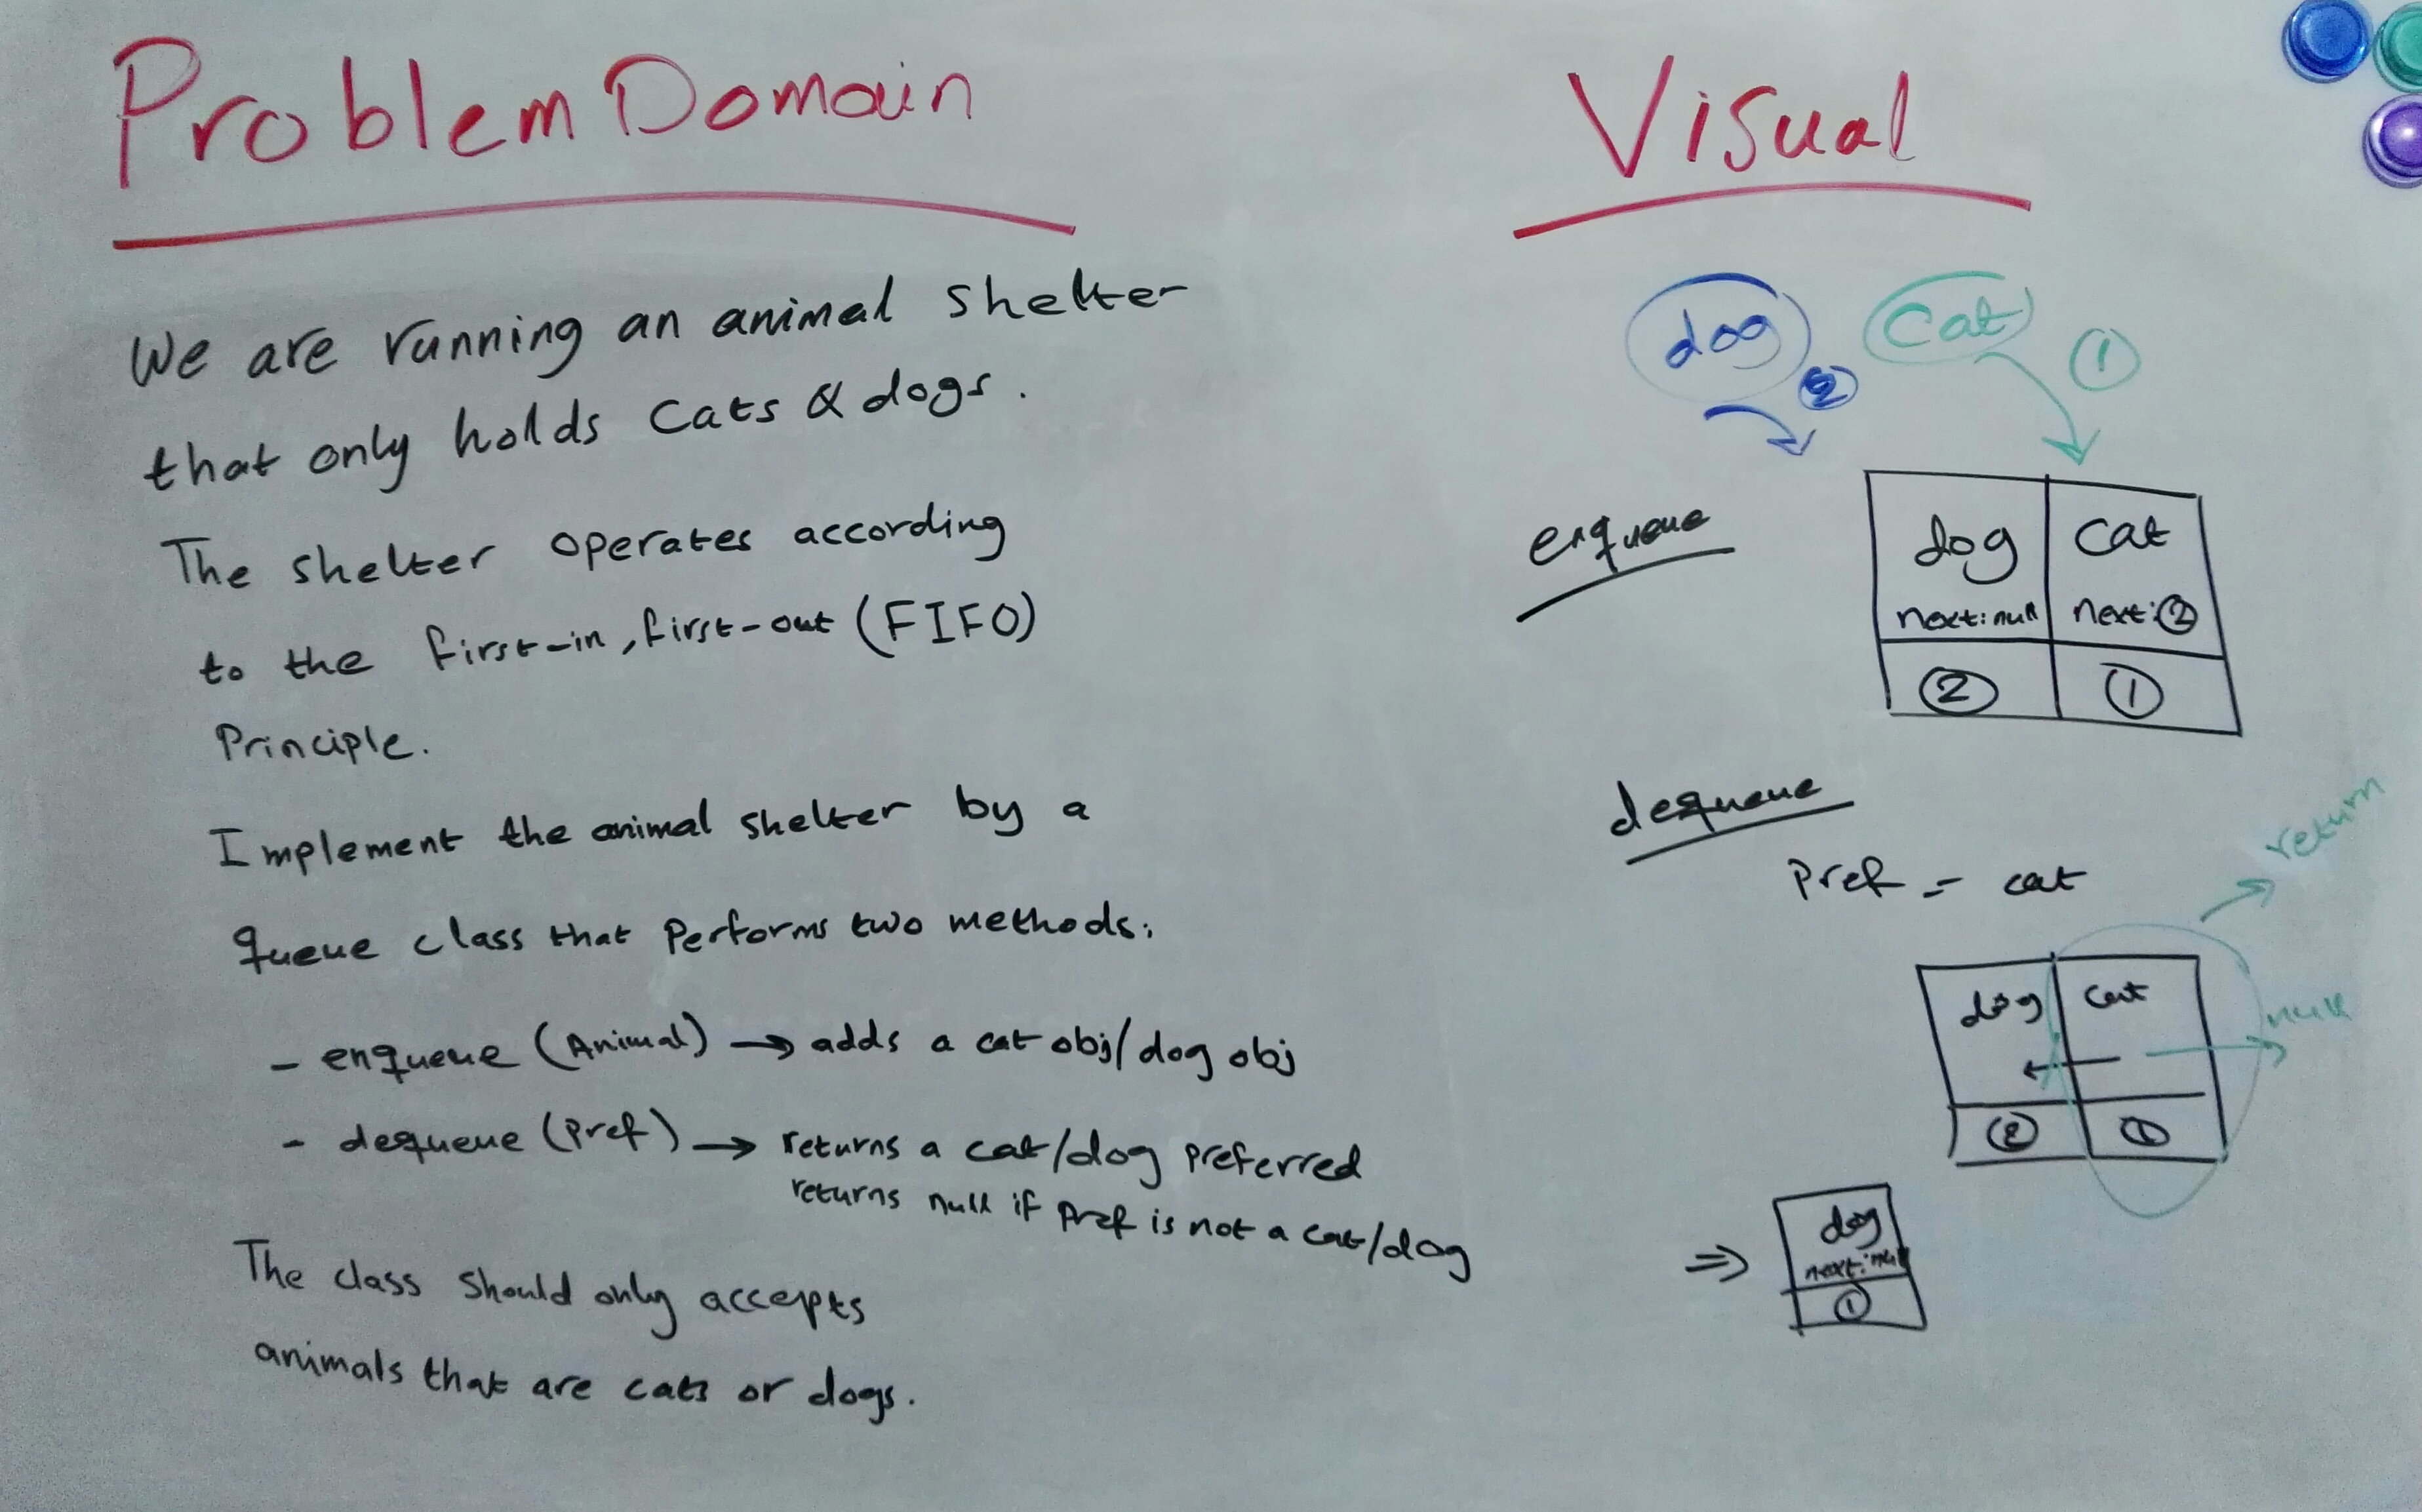 Problem Domain
We are running an animal shelter
that only holds Cats & dogs.
The shelter operates according
to the first-in, first-out (FIFO)
Principle.
Implement the animal shelter by a
queue class that performs two methods:
- enqueue (Animal) → adds a cat obj/dog obj
- dequeue (pref) → returns a cat/dog preferred
returns null if pref is not a cat/dog
The class should only accepts
animals that are cats or dogs.
Visual
dog ② Cat ①
enqueue
dog cat
next: null next: ②
② ①
dequeue
Pref = cat
return
dog cat
null
② ①
⇒ dog
next: null
①